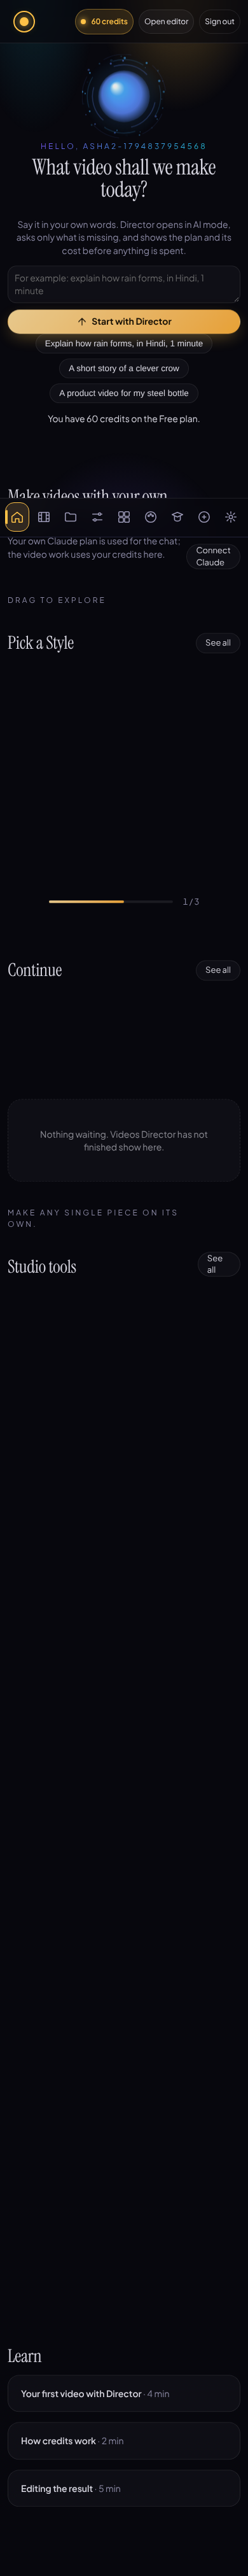 60 credits
Open editor
Sign out
HELLO, ASHA2-1794837954568
What video shall we make
today?
Say it in your own words. Director opens in AI mode,
asks only what is missing, and shows the plan and its
cost before anything is spent.
For example: explain how rain forms, in Hindi, 1
minute
Start with Director
Explain how rain forms, in Hindi, 1 minute
A short story of a clever crow
A product video for my steel bottle
You have 60 credits on the Free plan.
Make videos with your own
Your own Claude plan is used for the chat;
the video work uses your credits here.
Connect
Claude
DRAG TO EXPLORE
Pick a Style
See all
1/3
Continue
See all
Nothing waiting. Videos Director has not
finished show here.
MAKE ANY SINGLE PIECE ON ITS
OWN.
Studio tools
See
all
Learn
Your first video with Director · 4 min
How credits work · 2 min
Editing the result · 5 min